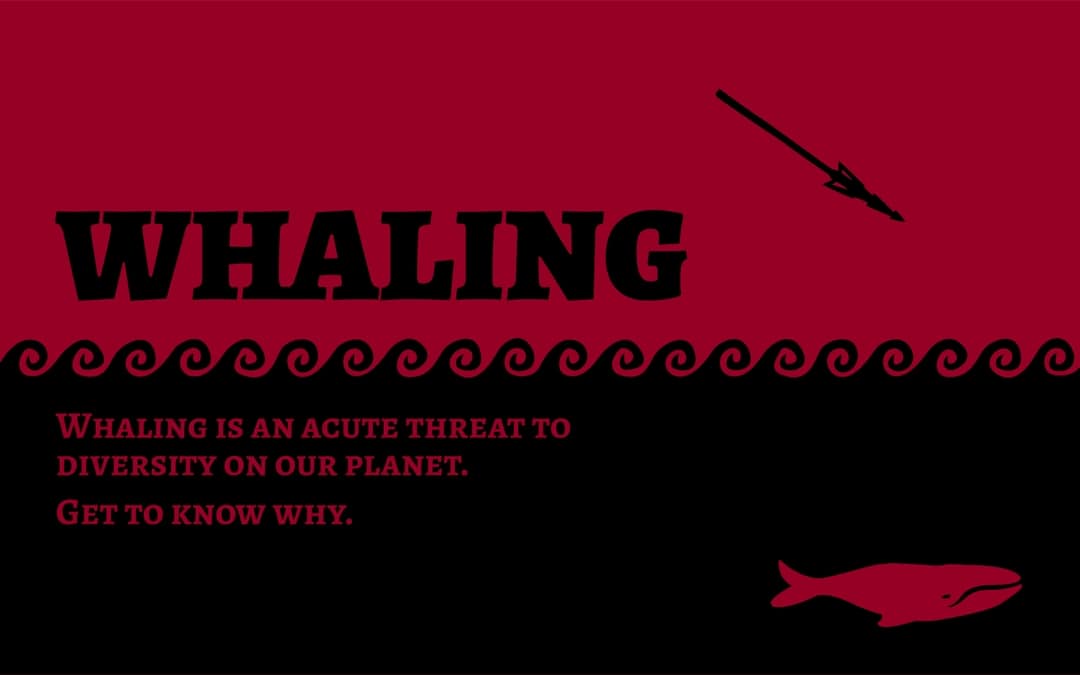 WHALING
Whaling is an acute threat to
diversity on our planet.
Get to know why.